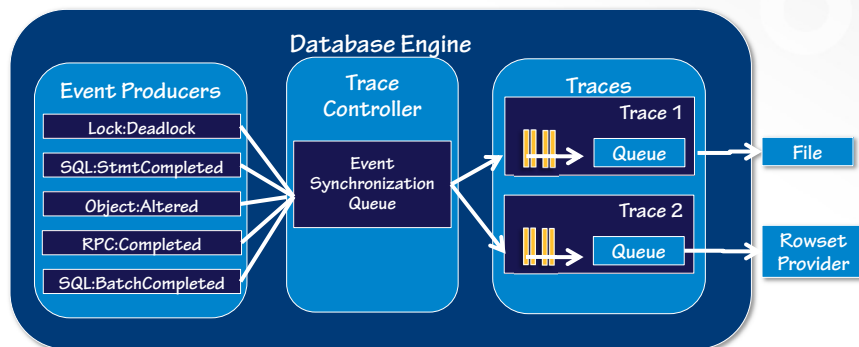 Database Engine
Event Producers
Lock:Deadlock
SQL:StmtCompleted
Object:Altered
RPC:Completed
SQL:BatchCompleted
Trace
Controller
Event
Synchronization
Queue
Traces
Trace 1
Queue
Trace 2
Queue
File
Rowset
Provider